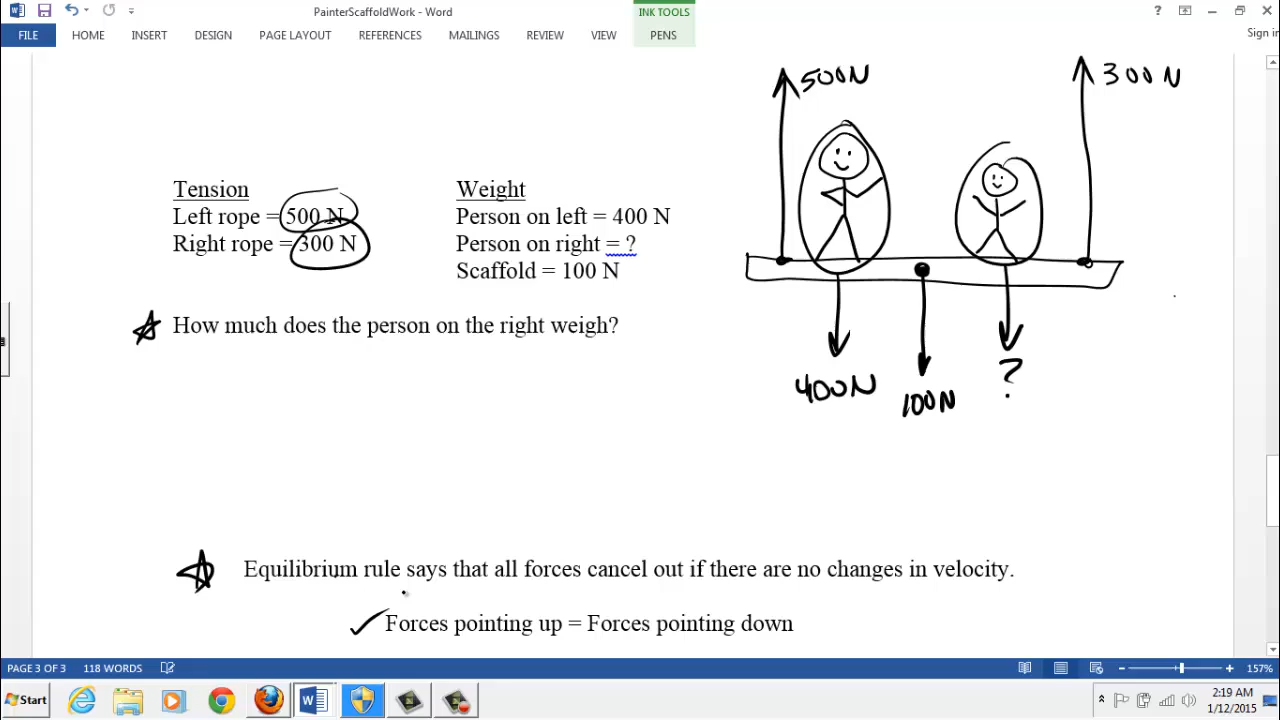 PainterScaffoldWork - Word
INK TOOLS
?
FILE
HOME
INSERT
DESIGN
PAGE LAYOUT
REFERENCES
MAILINGS
REVIEW
VIEW
PENS
Sign in
500N
300N
Tension
Left rope = 500 N
Right rope = 300 N
Weight
Person on left = 400 N
Person on right = ?
Scaffold = 100 N
How much does the person on the right weigh?
400N
100N
?
Equilibrium rule says that all forces cancel out if there are no changes in velocity.
Forces pointing up = Forces pointing down
PAGE 3 OF 3
118 WORDS
157%
Start
2:19 AM
1/12/2015